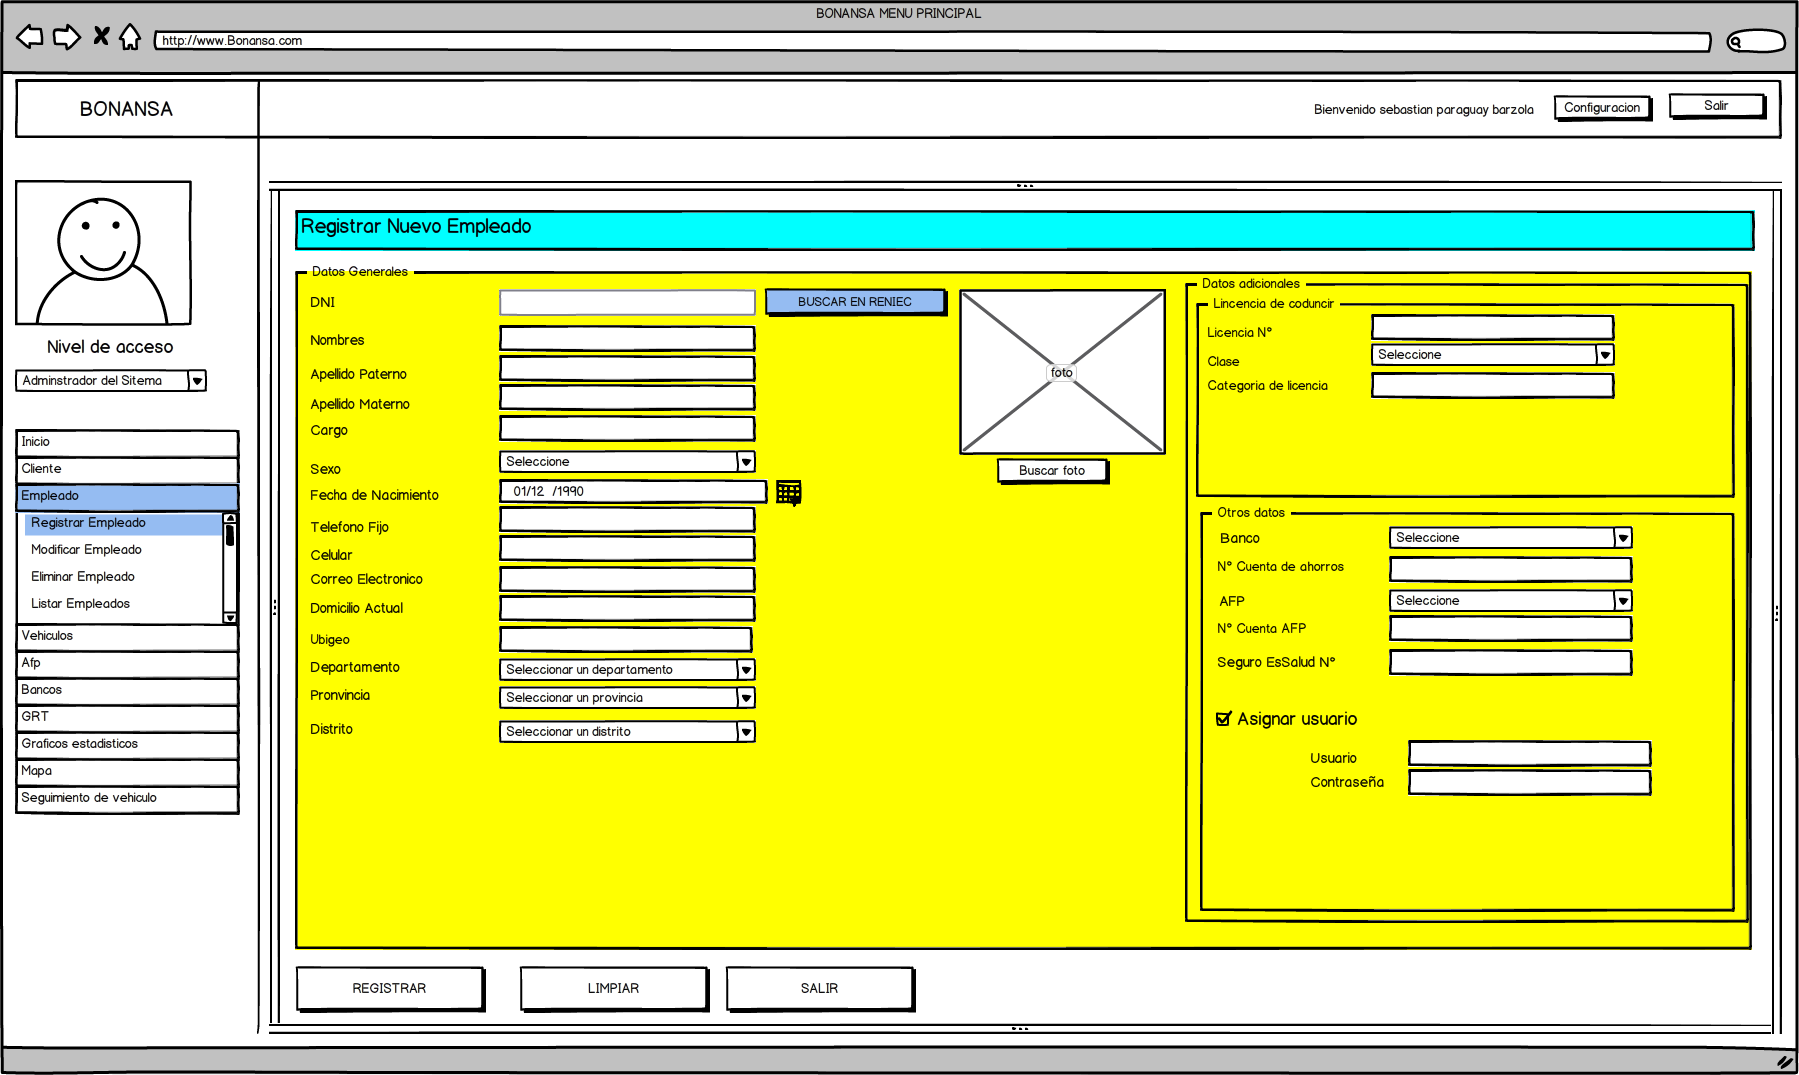 BONANSA MENU PRINCIPAL
http://www.Bonansa.com
BONANSA
Bienvenido sebastian paraguay barzola
Configuracion
Salir
Nivel de acceso
Adminstrador del Sitema
Inicio
Cliente
Empleado
Registrar Empleado
Modificar Empleado
Eliminar Empleado
Listar Empleados
Vehiculos
Afp
Bancos
GRT
Graficos estadisticos
Mapa
Seguimiento de vehiculo
Registrar Nuevo Empleado
Datos Generales
DNI
BUSCAR EN RENIEC
Nombres
Apellido Paterno
Apellido Materno
Cargo
Sexo
Seleccione
Fecha de Nacimiento
01/12 /1990
Telefono Fijo
Celular
Correo Electronico
Domicilio Actual
Ubigeo
Departamento
Seleccionar un departamento
Pronvincia
Seleccionar un provincia
Distrito
Seleccionar un distrito
foto
Buscar foto
Datos adicionales
Lincencia de coduncir
Licencia N°
Clase
Seleccione
Categoria de licencia
Otros datos
Banco
Seleccione
N° Cuenta de ahorros
AFP
Seleccione
N° Cuenta AFP
Seguro EsSalud N°
Asignar usuario
Usuario
Contraseña
REGISTRAR
LIMPIAR
SALIR